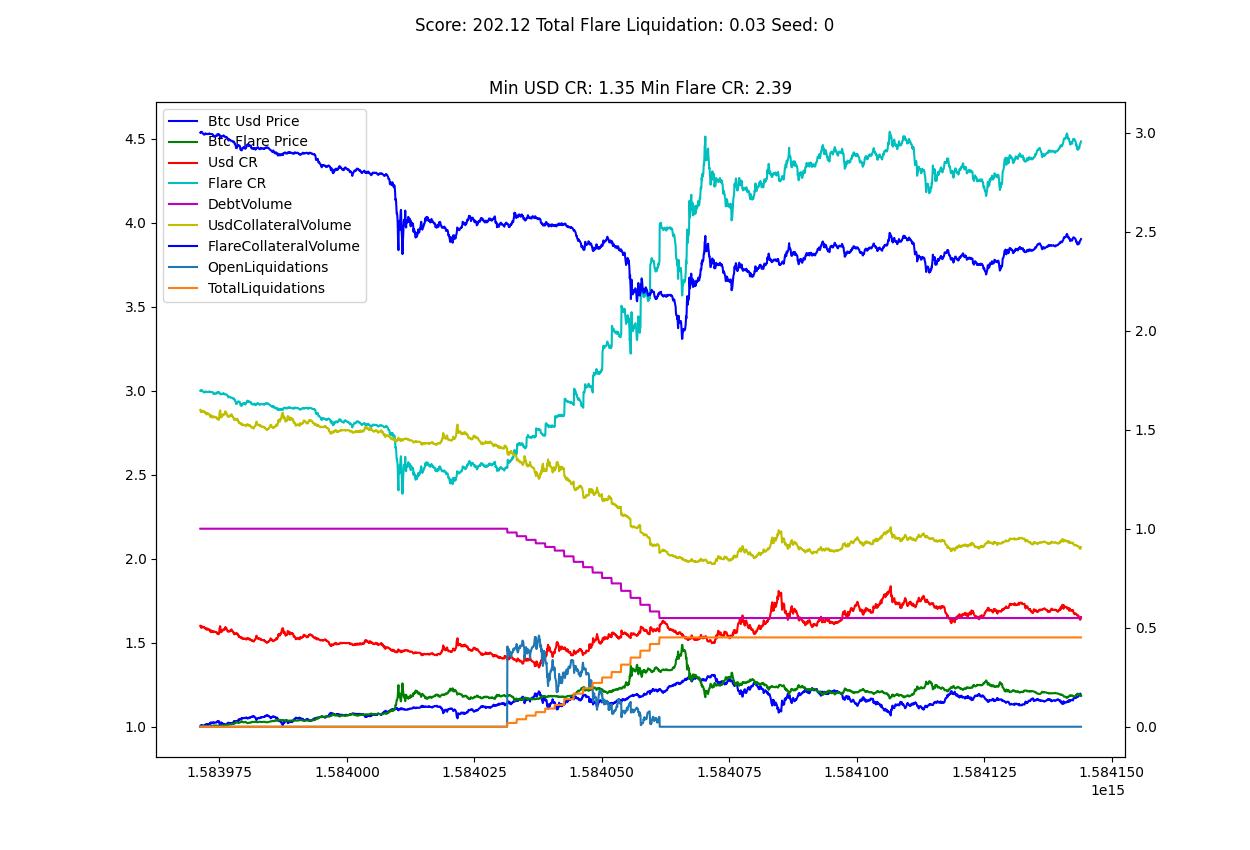 Score: 202.12 Total Flare Liquidation: 0.03 Seed: 0
Min USD CR: 1.35 Min Flare CR: 2.39
Btc Usd Price
Btc Flare Price
Usd CR
Flare CR
DebtVolume
UsdCollateralVolume
FlareCollateralVolume
OpenLiquidations
TotalLiquidations
4.5
4.0
3.5
3.0
2.5
2.0
1.5
1.0
3.0
2.5
2.0
1.5
1.0
0.5
0.0
1.583975 1.584000 1.584025 1.584050 1.584075 1.584100 1.584125 1.584150
1e15